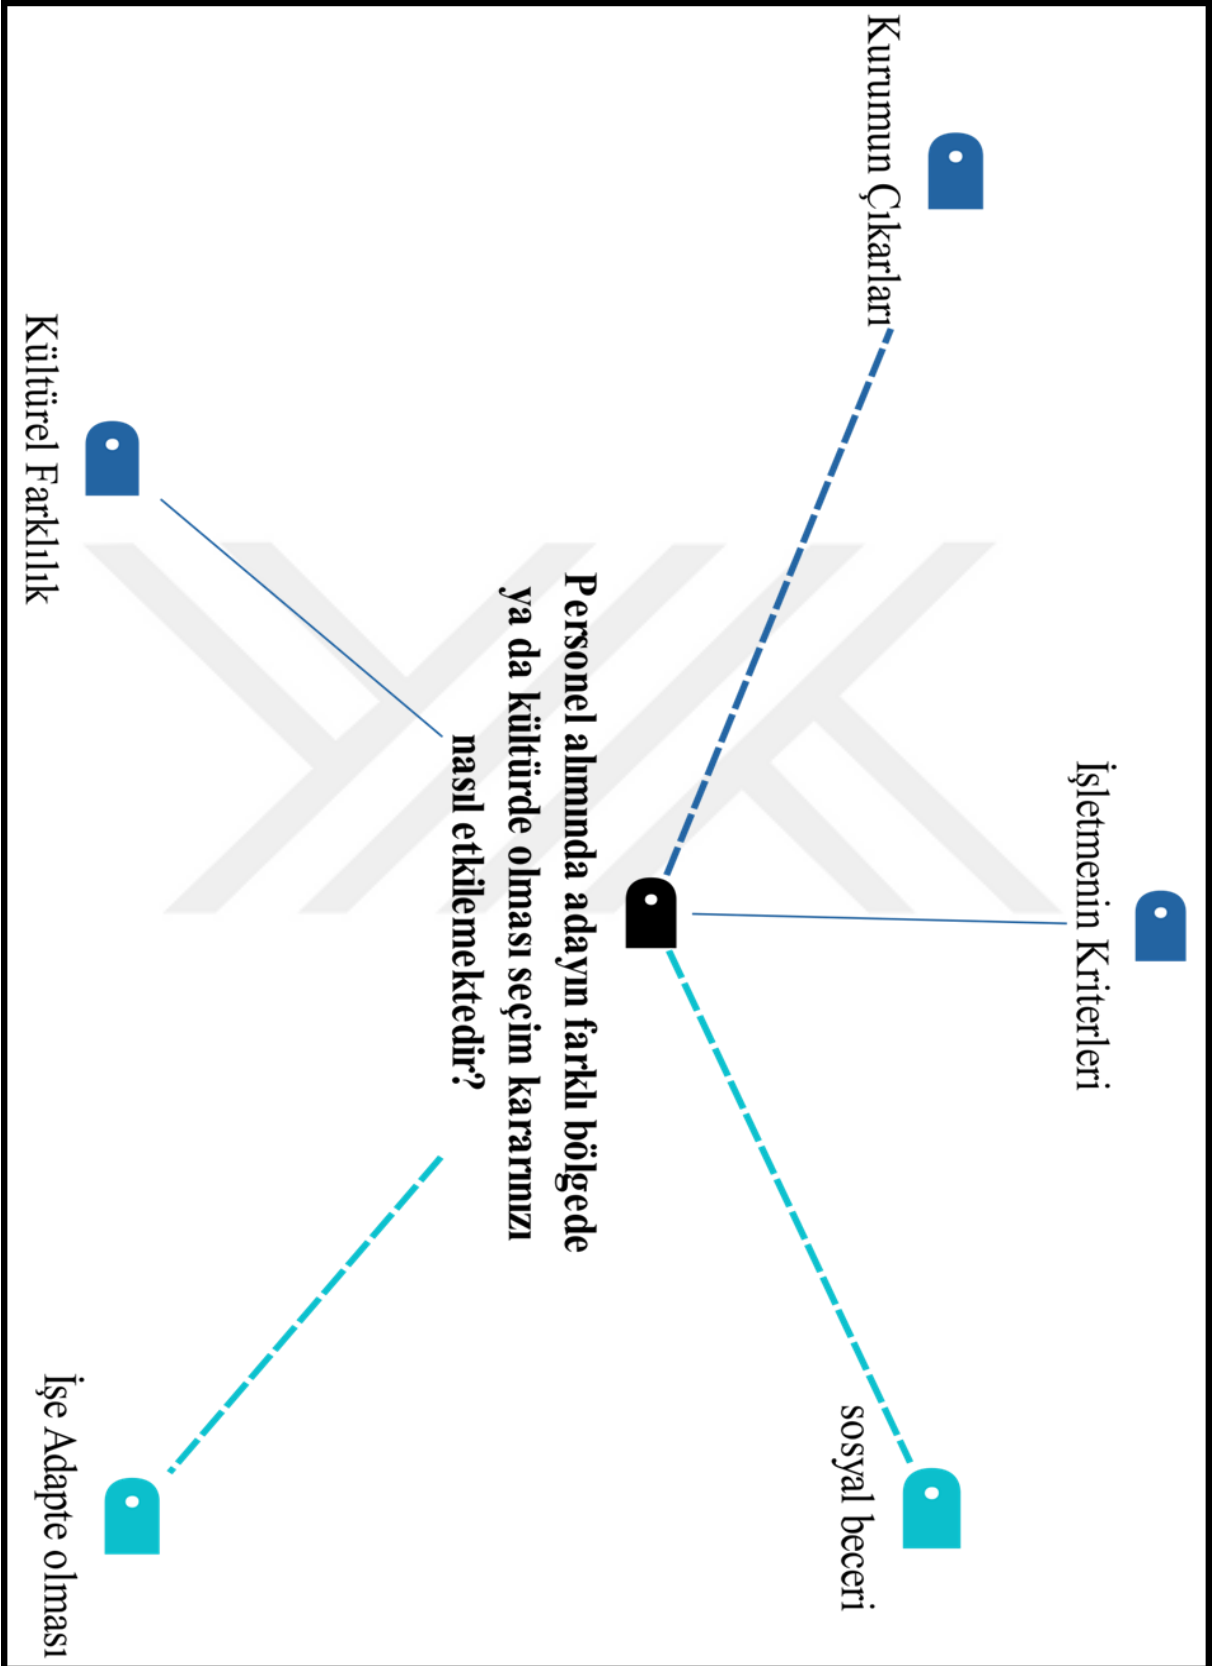 İşletmenin Kriterleri
Kurumun Çıkarları
sosyal beceri
Personel alımında adayın farklı bölgede
ya da kültürde olması seçim kararınızı
nasıl etkilemektedir?
Kültürel Farklılık
İşe Adapte olması